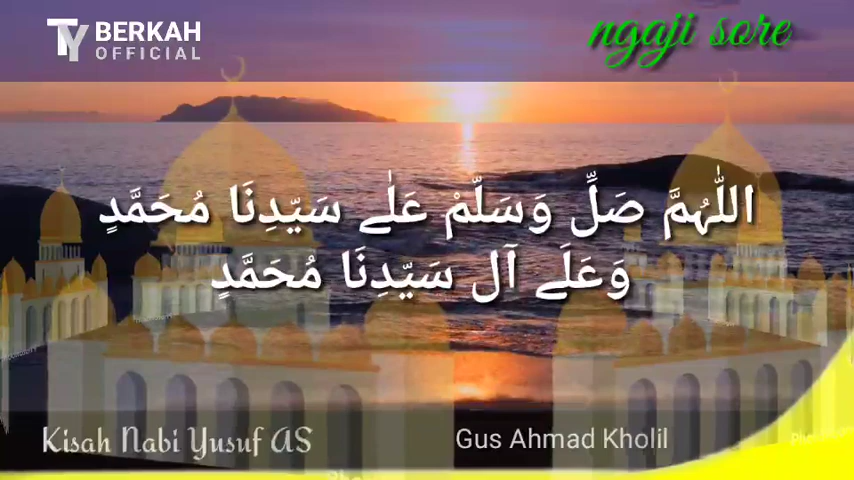 TY BERKAH OFFICIAL
ngaji sore
اللّٰہُمَّ صَلِّ وَسَلِّمْ عَلٰے سَيِّدِنَا مُحَمَّدٍ
وَعَلَے آل سَيِّدِنَا مُحَمَّدٍ
Kisah Nabi Yusuf AS
Gus Ahmad Kholil